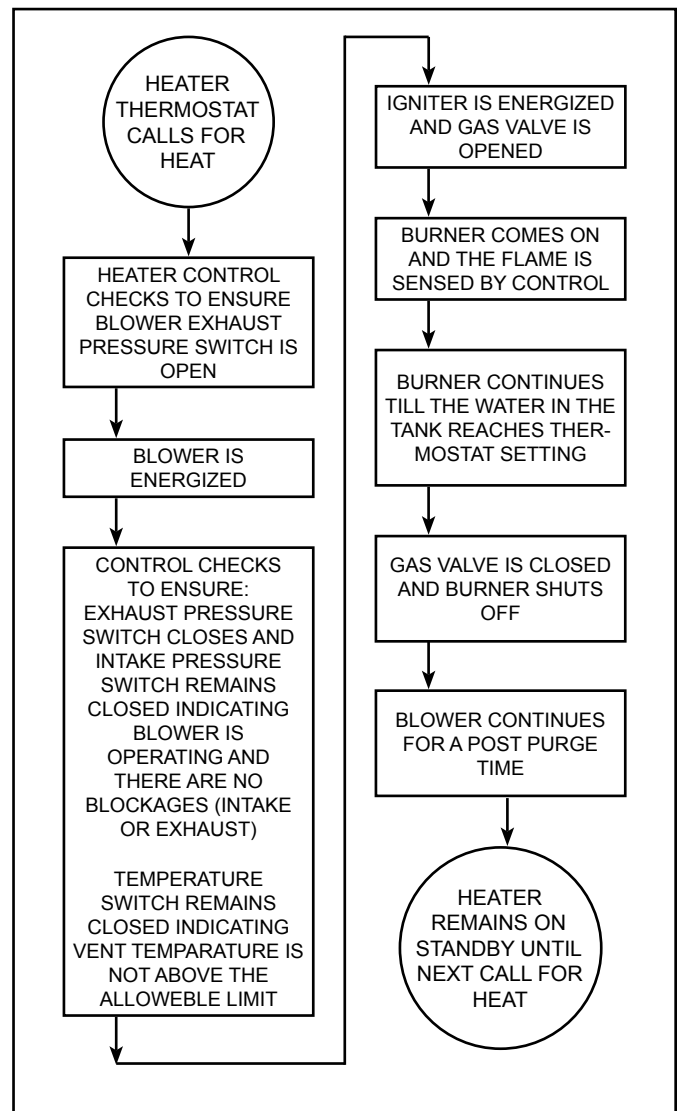 HEATER
THERMOSTAT
CALLS FOR
HEAT
HEATER CONTROL
CHECKS TO ENSURE
BLOWER EXHAUST
PRESSURE SWITCH IS
OPEN
BLOWER IS
ENERGIZED
CONTROL CHECKS
TO ENSURE:
EXHAUST PRESSURE
SWITCH CLOSES AND
INTAKE PRESSURE
SWITCH REMAINS
CLOSED INDICATING
BLOWER IS
OPERATING AND
THERE ARE NO
BLOCKAGES (INTAKE
OR EXHAUST)
TEMPERATURE
SWITCH REMAINS
CLOSED INDICATING
VENT TEMPARATURE IS
NOT ABOVE THE
ALLOWEBLE LIMIT
IGNITER IS ENERGIZED
AND GAS VALVE IS
OPENED
BURNER COMES ON
AND THE FLAME IS
SENSED BY CONTROL
BURNER CONTINUES
TILL THE WATER IN THE
TANK REACHES THER-
MOSTAT SETTING
GAS VALVE IS CLOSED
AND BURNER SHUTS
OFF
BLOWER CONTINUES
FOR A POST PURGE
TIME
HEATER
REMAINS ON
STANDBY UNTIL
NEXT CALL FOR
HEAT